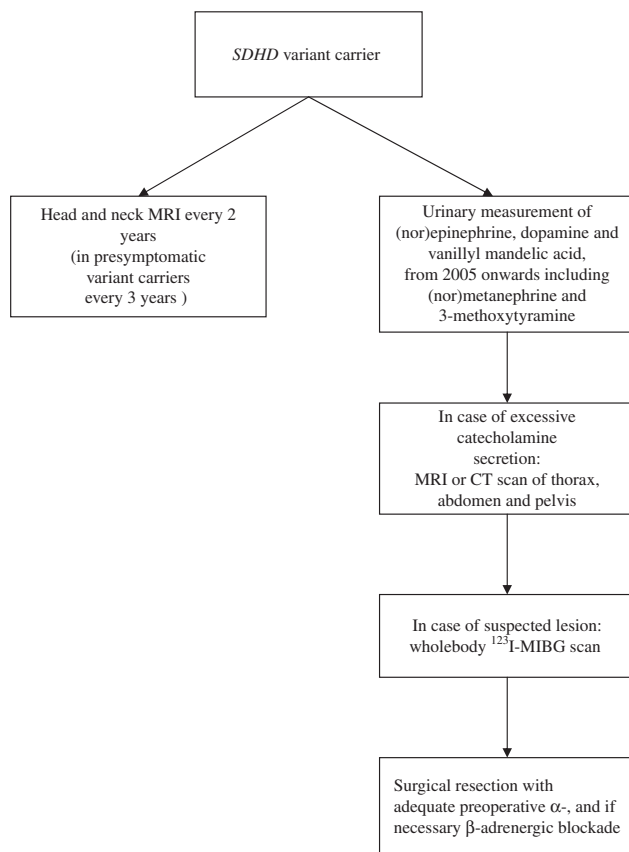 SDHD variant carrier
Head and neck MRI every 2
years
(in presymptomatic
variant carriers
every 3 years )
Urinary measurement of
(nor)epinephrine, dopamine and
vanillyl mandelic acid,
from 2005 onwards including
(nor)metanephrine and
3-methoxytyramine
In case of excessive
catecholamine
secretion:
MRI or CT scan of thorax,
abdomen and pelvis
In case of suspected lesion:
wholebody ¹²³I-MIBG scan
Surgical resection with
adequate preoperative α-, and if
necessary β-adrenergic blockade